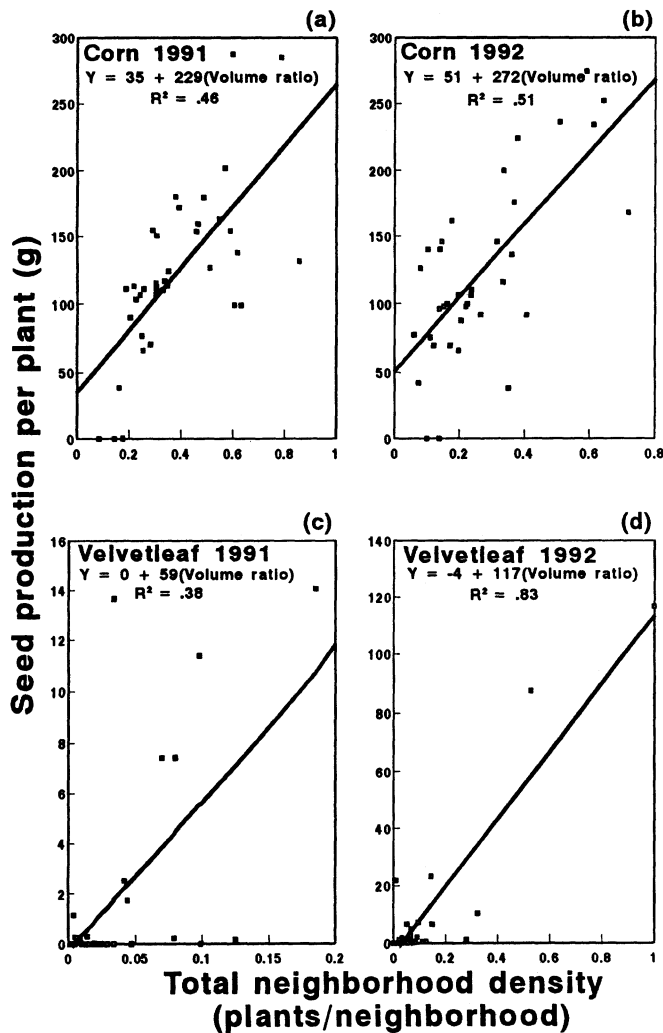 (a)
(b)
Corn 1991
Y = 35 + 229(Volume ratio)
R² = .46
300
250
200
150
100
50
0
0
0.2
0.4
0.6
0.8
1
Corn 1992
Y = 51 + 272(Volume ratio)
R² = .51
300
250
200
150
100
50
0
0
0.2
0.4
0.6
0.8
Seed production per plant (g)
(c)
(d)
Velvetleaf 1991
Y = 0 + 59(Volume ratio)
R² = .38
16
14
12
10
8
6
4
2
0
0
0.05
0.1
0.15
0.2
Velvetleaf 1992
Y = -4 + 117(Volume ratio)
R² = .83
140
120
100
80
60
40
20
0
0
0.2
0.4
0.6
0.8
1
Total neighborhood density
(plants/neighborhood)